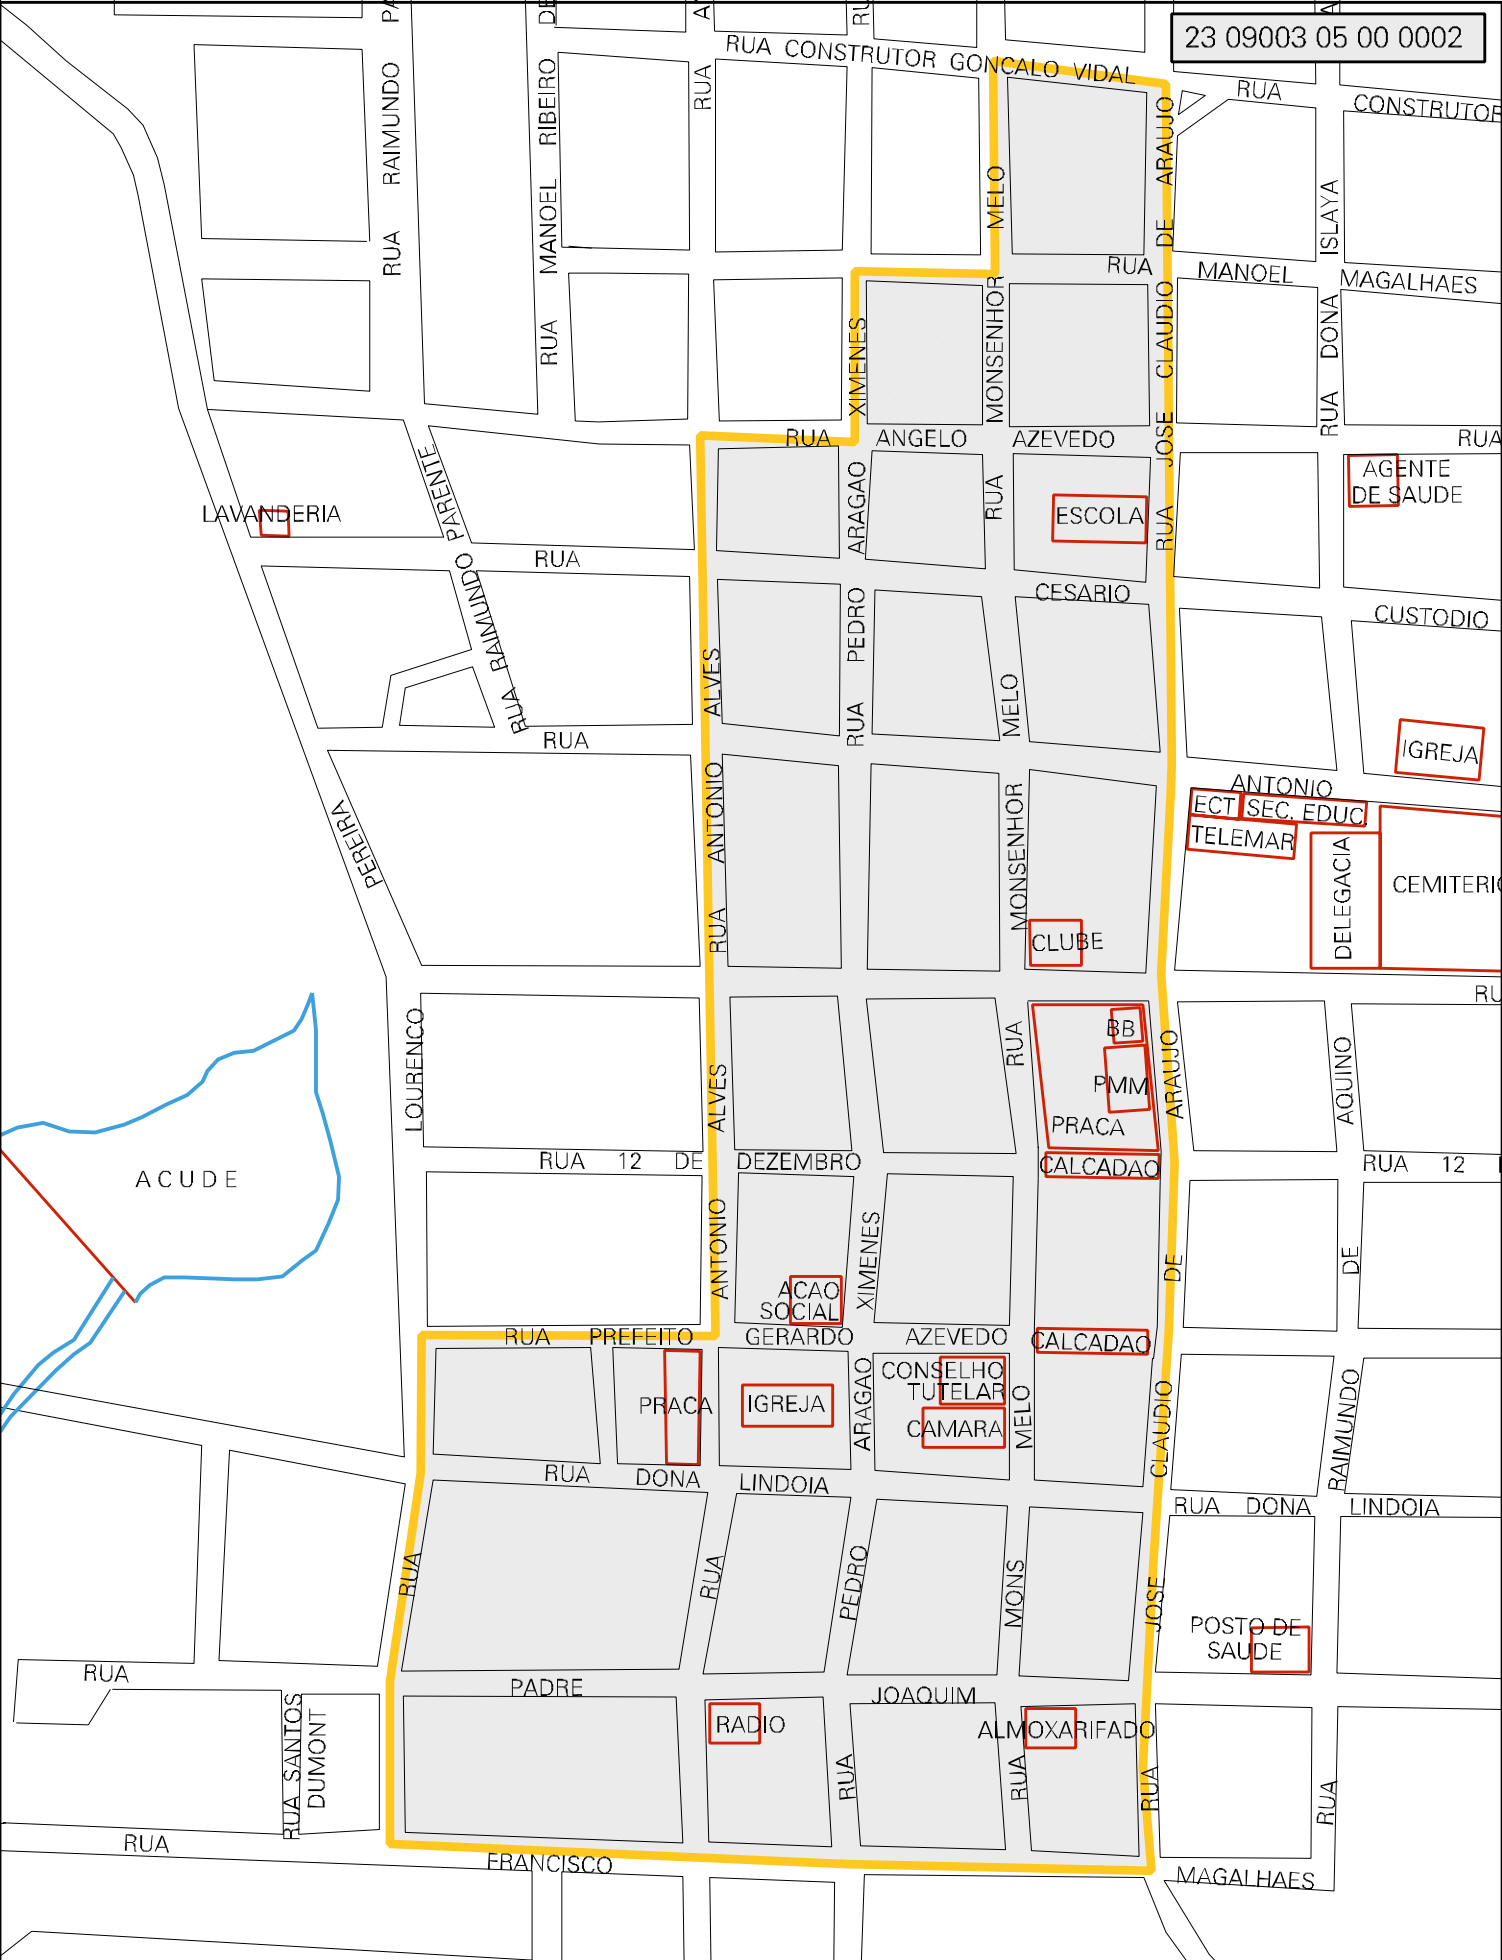 23 09003 05 00 0002
RUA CONSTRUTOR GONCALO VIDAL
RUA CONSTRUTOR
RUA RAIMUNDO PA
RUA MANOEL RIBEIRO DE
RUA
RUA MANOEL MAGALHAES
RUA DONA ISLAYA
MELO
MONSENHOR
RUA
XIMENES
ARAGAO
PEDRO
RUA
RUA JOSE CLAUDIO DE ARAUJO
RUA ANGELO AZEVEDO
RUA
AGENTE
DE SAUDE
ESCOLA
LAVANDERIA
RUA RAIMUNDO PARENTE
RUA
CESARIO
CUSTODIO
RUA ANTONIO ALVES
MELO
MONSENHOR
RUA
IGREJA
RUA
ANTONIO
ECT
SEC. EDUC.
TELEMAR
DELEGACIA
CEMITERIO
PEREIRA
LOURENCO
RUA
CLUBE
RU
BB
PMM
PRACA
CALCADAO
AQUINO
DE
RAIMUNDO
RUA
ARAUJO
DE
CLAUDIO
JOSE
RUA
ALVES
ANTONIO
RUA
ACUDE
RUA 12 DE DEZEMBRO
RUA 12
XIMENES
ARAGAO
PEDRO
RUA
ACAO
SOCIAL
RUA PREFEITO GERARDO AZEVEDO
CALCADAO
CONSELHO
TUTELAR
CAMARA
PRACA
IGREJA
MELO
MONS
RUA
RUA DONA LINDOIA
RUA DONA LINDOIA
RUA
POSTO DE
SAUDE
RUA PADRE JOAQUIM
RADIO
ALMOXARIFADO
RUA SANTOS
DUMONT
RUA FRANCISCO MAGALHAES